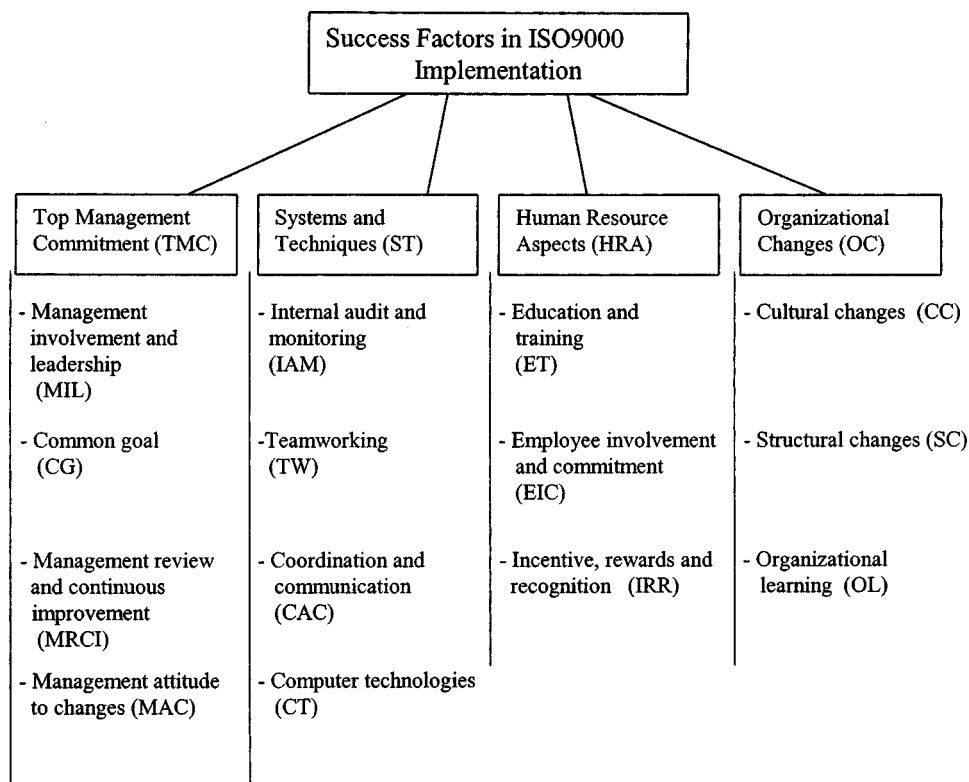 Success Factors in ISO9000
Implementation
Top Management
Commitment (TMC)
- Management
involvement and
leadership
(MIL)
- Common goal
(CG)
- Management review
and continuous
improvement
(MRCI)
- Management attitude
to changes (MAC)
Systems and
Techniques (ST)
- Internal audit and
monitoring
(IAM)
-Teamworking
(TW)
- Coordination and
communication
(CAC)
- Computer technologies
(CT)
Human Resource
Aspects (HRA)
- Education and
training
(ET)
- Employee involvement
and commitment
(EIC)
- Incentive, rewards and
recognition (IRR)
Organizational
Changes (OC)
- Cultural changes (CC)
- Structural changes (SC)
- Organizational
learning (OL)